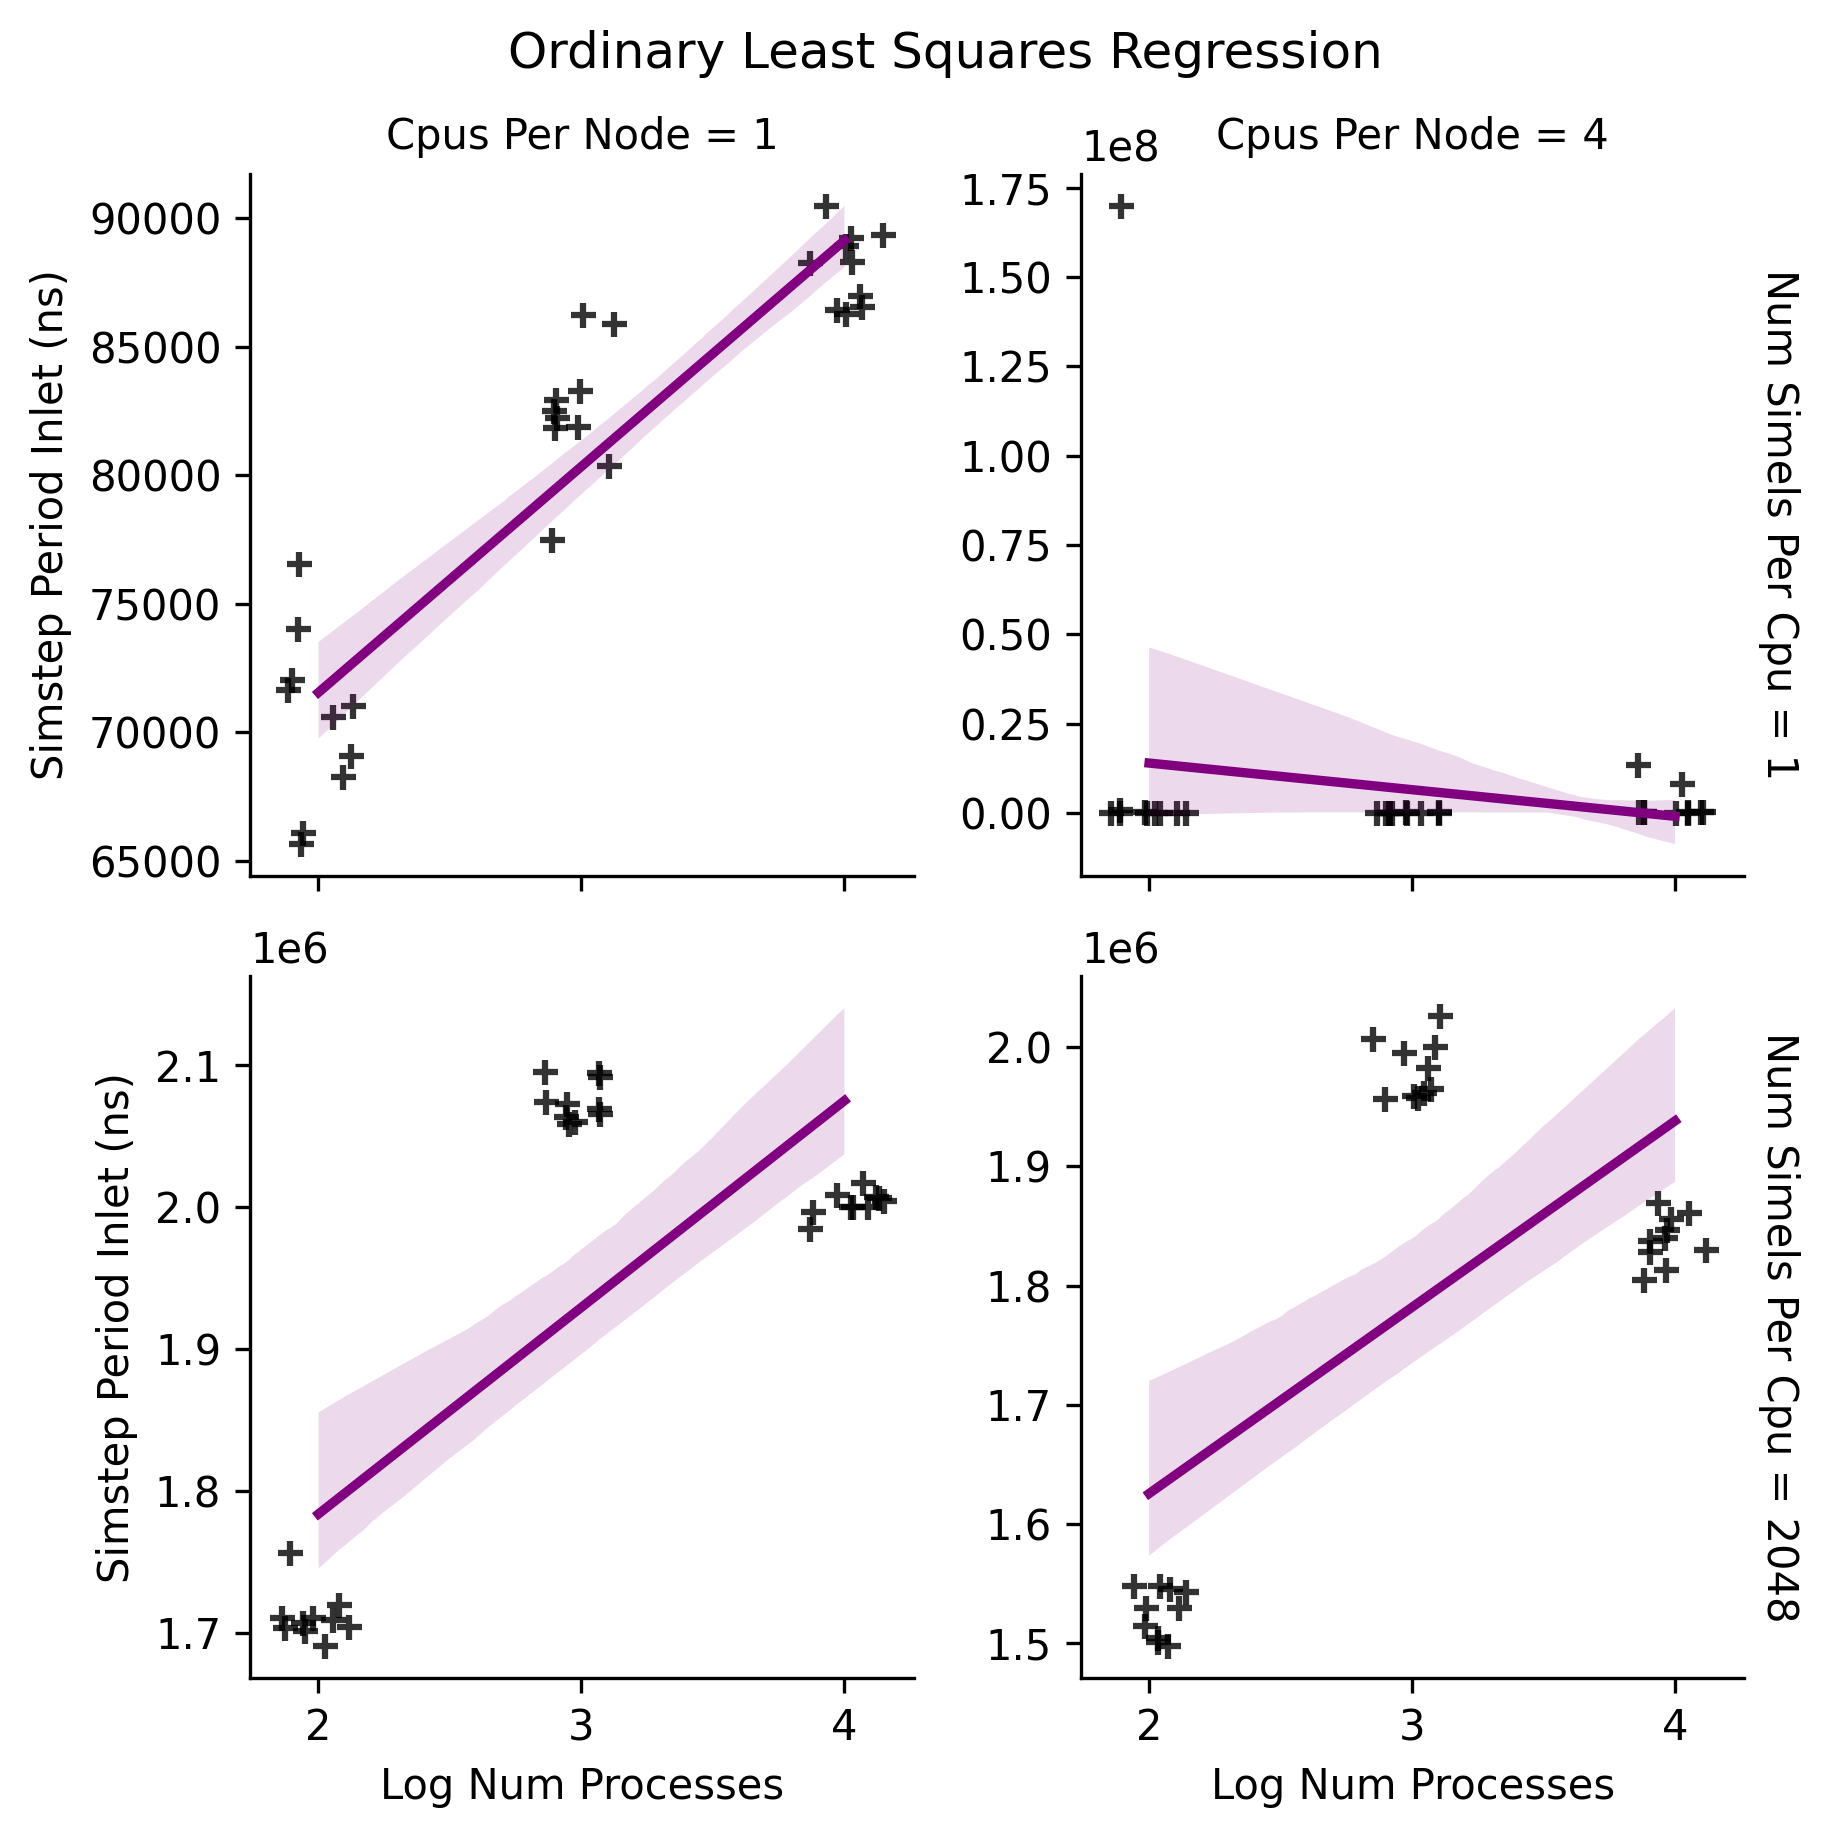 Ordinary Least Squares Regression
Cpus Per Node = 1
Cpus Per Node = 4
Simstep Period Inlet (ns)
90000
85000
80000
75000
70000
65000
1e8
1.75
1.50
1.25
1.00
0.75
0.50
0.25
0.00
Num Simels Per Cpu = 1
Simstep Period Inlet (ns)
1e6
2.1
2.0
1.9
1.8
1.7
2 3 4
Log Num Processes
1e6
2.0
1.9
1.8
1.7
1.6
1.5
2 3 4
Log Num Processes
Num Simels Per Cpu = 2048